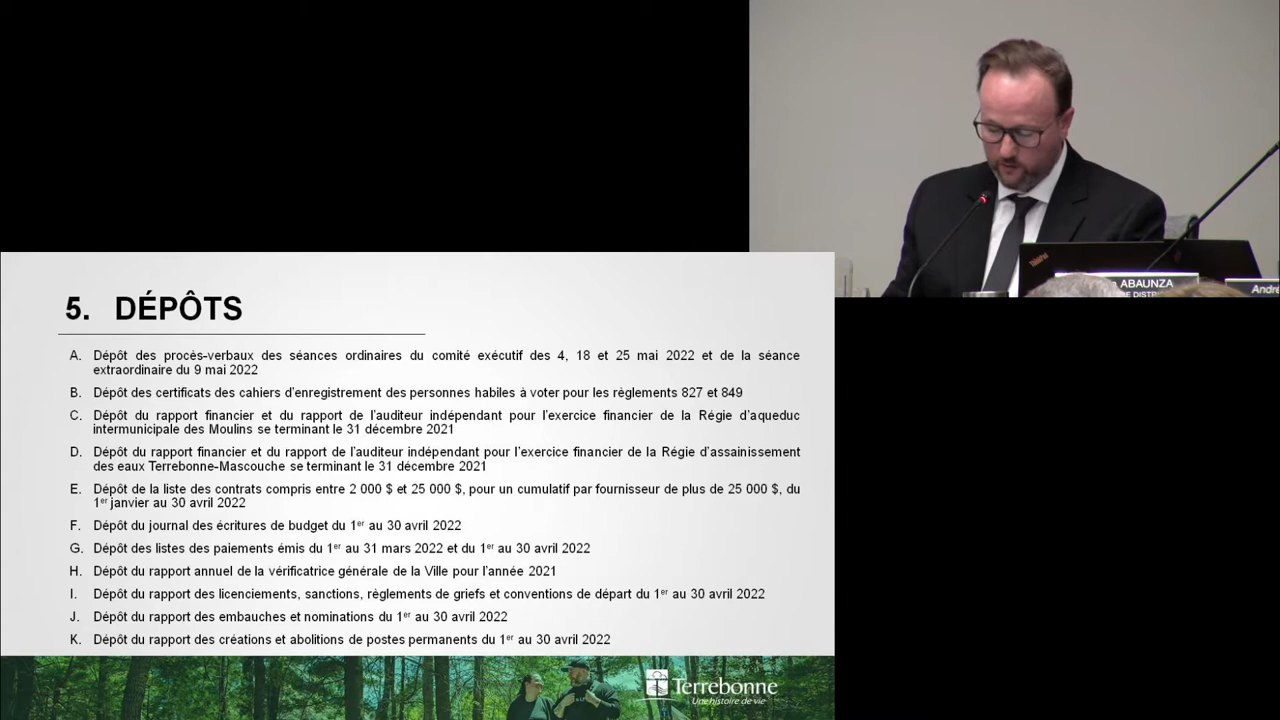 ThinkPad
ABAUNZA
André
5. DÉPÔTS
A. Dépôt des procès-verbaux des séances ordinaires du comité exécutif des 4, 18 et 25 mai 2022 et de la séance
extraordinaire du 9 mai 2022
B. Dépôt des certificats des cahiers d'enregistrement des personnes habiles à voter pour les règlements 827 et 849
C. Dépôt du rapport financier et du rapport de l'auditeur indépendant pour l'exercice financier de la Régie d'aqueduc
intermunicipale des Moulins se terminant le 31 décembre 2021
D. Dépôt du rapport financier et du rapport de l'auditeur indépendant pour l'exercice financier de la Régie d'assainissement
des eaux Terrebonne-Mascouche se terminant le 31 décembre 2021
E. Dépôt de la liste des contrats compris entre 2 000 $ et 25 000 $, pour un cumulatif par fournisseur de plus de 25 000 $, du
1er janvier au 30 avril 2022
F. Dépôt du journal des écritures de budget du 1er au 30 avril 2022
G. Dépôt des listes des paiements émis du 1er au 31 mars 2022 et du 1er au 30 avril 2022
H. Dépôt du rapport annuel de la vérificatrice générale de la Ville pour l'année 2021
I. Dépôt du rapport des licenciements, sanctions, règlements de griefs et conventions de départ du 1er au 30 avril 2022
J. Dépôt du rapport des embauches et nominations du 1er au 30 avril 2022
K. Dépôt du rapport des créations et abolitions de postes permanents du 1er au 30 avril 2022
Terrebonne
Une histoire de vie